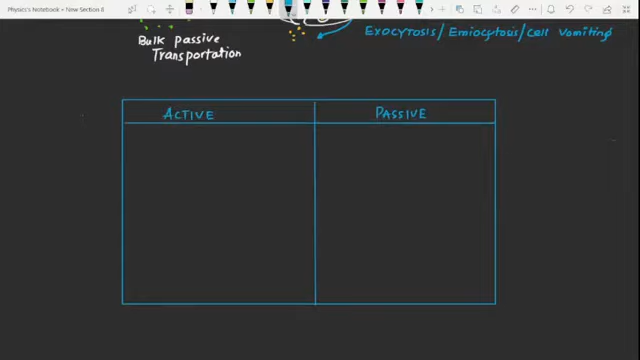 Physics's Notebook • New Section 6
Bulk passive
Transportation
EXOCYTOSIS/ Emiocytosis/cell vomiting
ACTIVE
PASSIVE